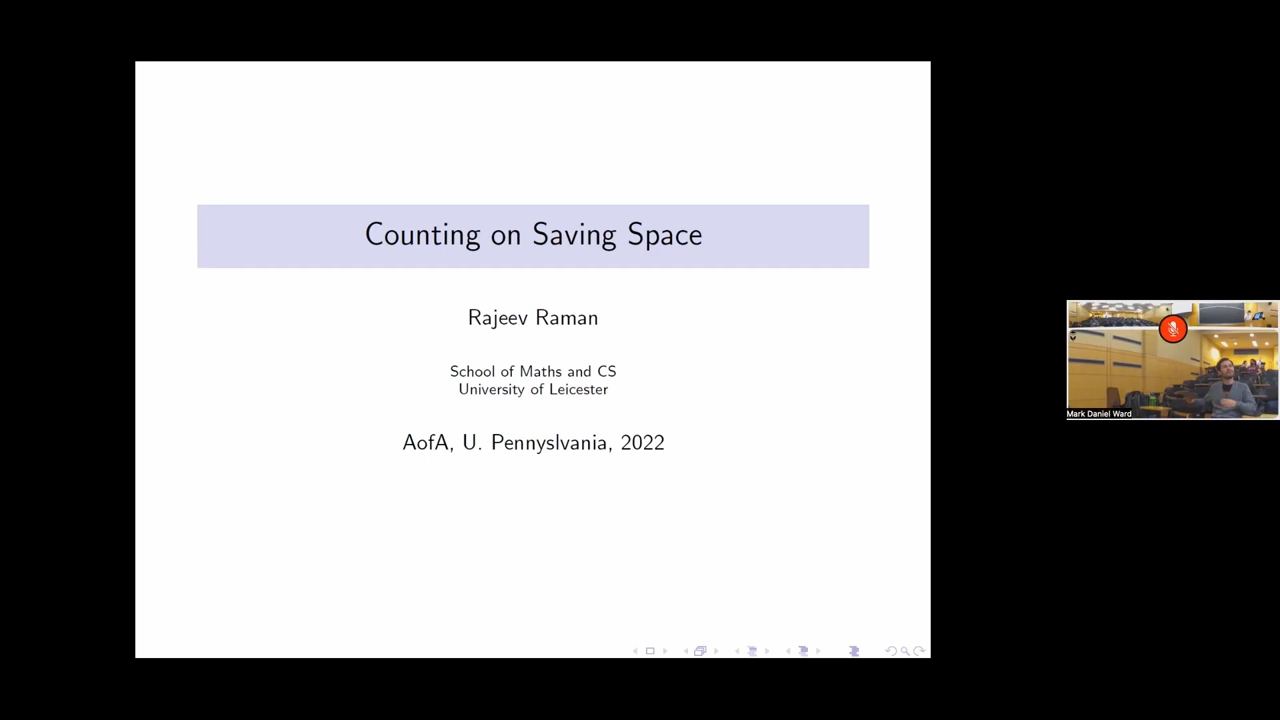 Counting on Saving Space
Rajeev Raman
School of Maths and CS
University of Leicester
AofA, U. Pennyslvania, 2022
Mark Daniel Ward